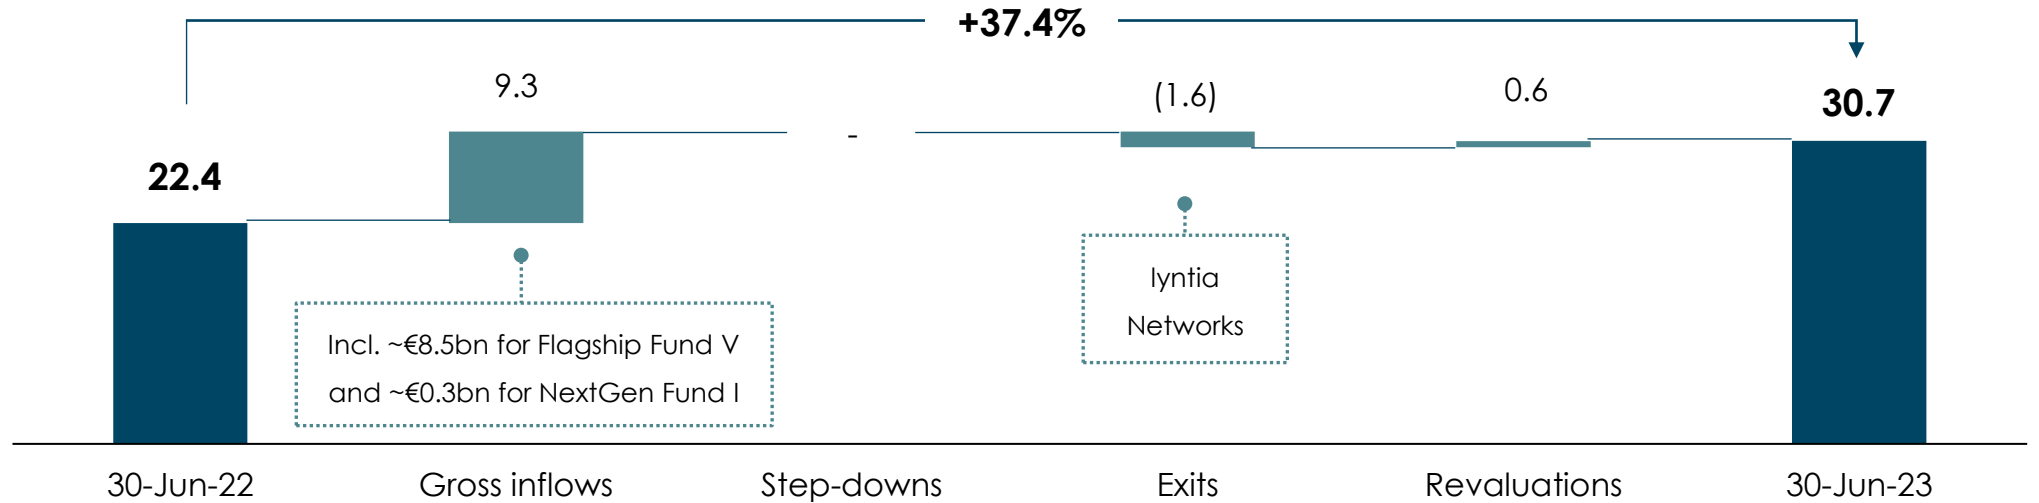 +37.4%
9.3
(1.6)
0.6
30.7
-
22.4
Incl. ~€8.5bn for Flagship Fund V
and ~€0.3bn for NextGen Fund I
lyntia
Networks
30-Jun-22
Gross inflows
Step-downs
Exits
Revaluations
30-Jun-23